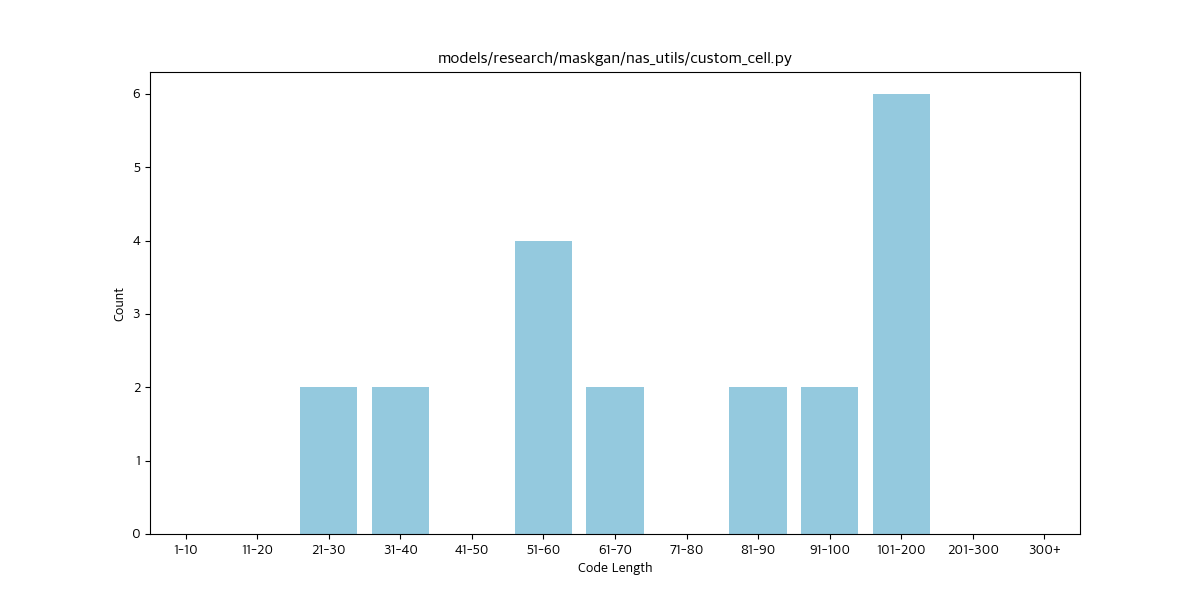 models/research/maskgan/nas_utils/custom_cell.py
6
5
4
3
2
1
0
Count
1-10 11-20 21-30 31-40 41-50 51-60 61-70 71-80 81-90 91-100 101-200 201-300 300+
Code Length